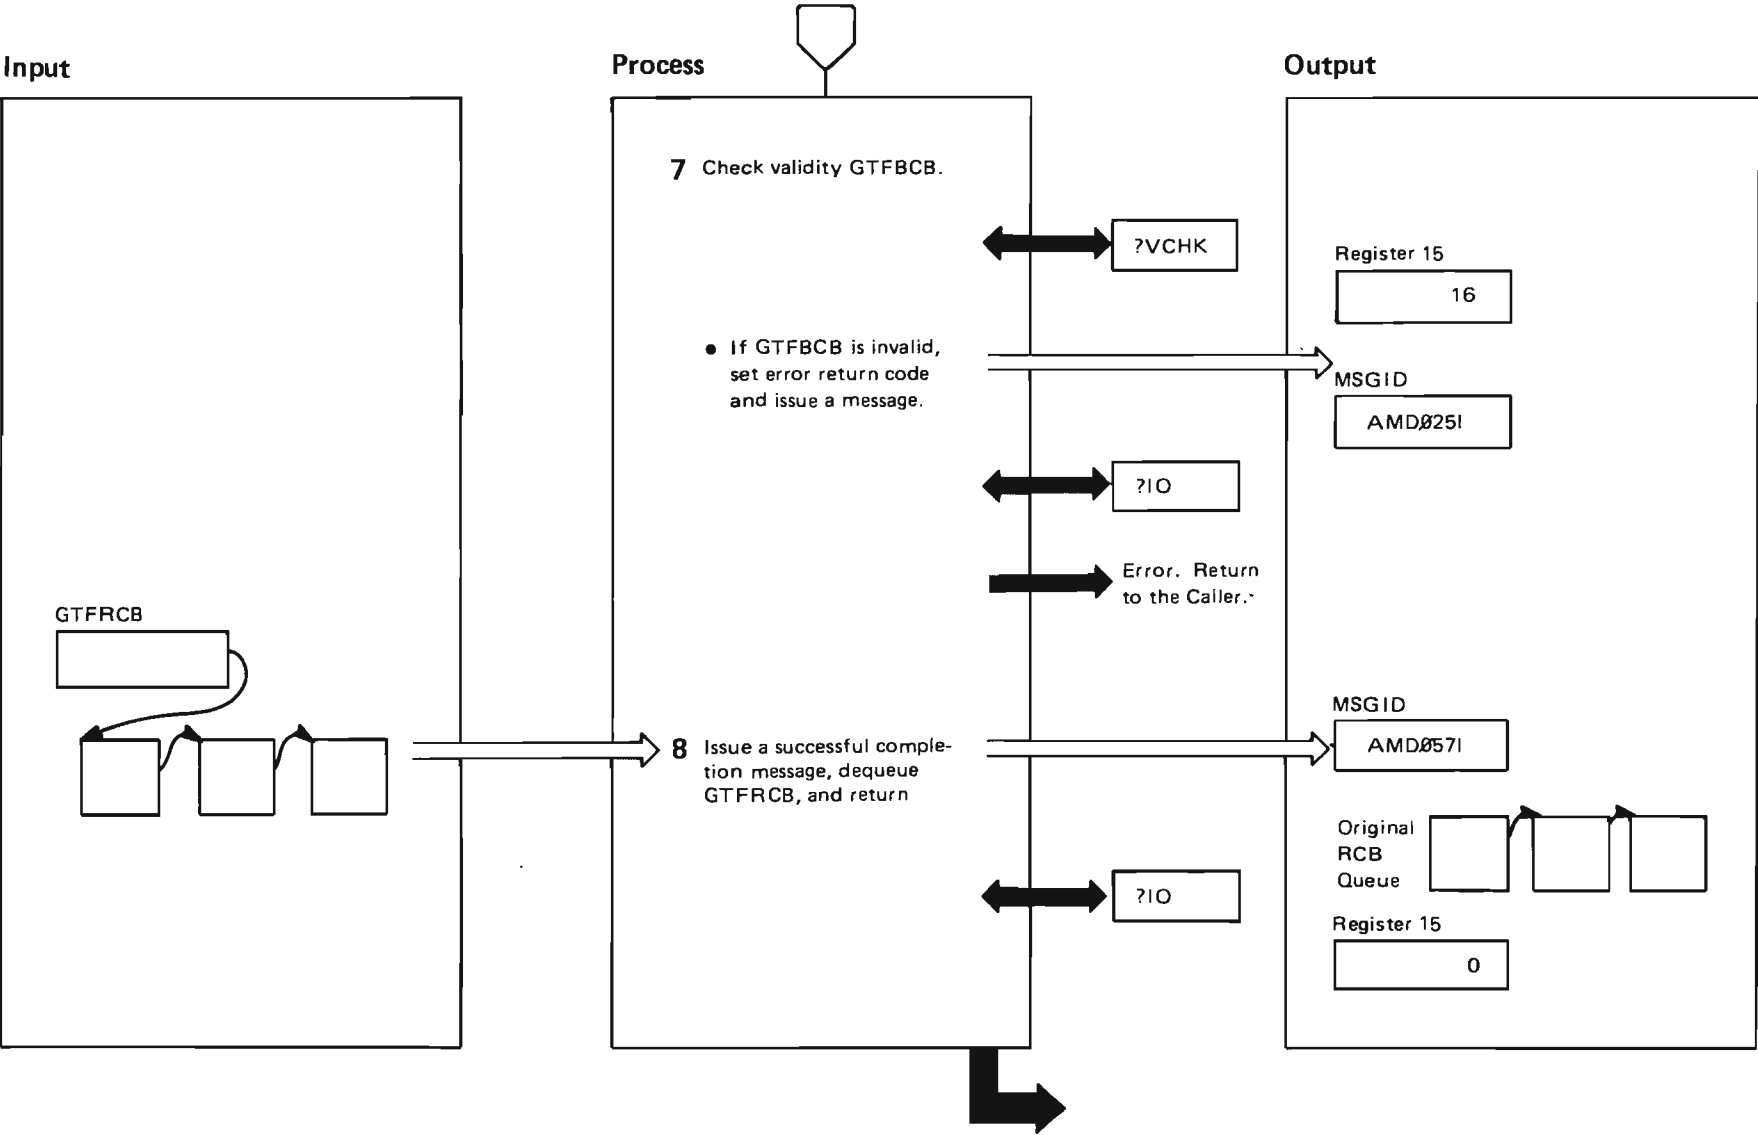 Input
Process
Output
7 Check validity GTFBCB.
?VCHK
Register 15
16
• If GTFBCB is invalid,
set error return code
and issue a message.
MSGID
AMD025I
?IO
Error. Return
to the Caller.
GTFRCB
8 Issue a successful comple-
tion message, dequeue
GTFRCB, and return
MSGID
AMD057I
Original
RCB
Queue
?IO
Register 15
0